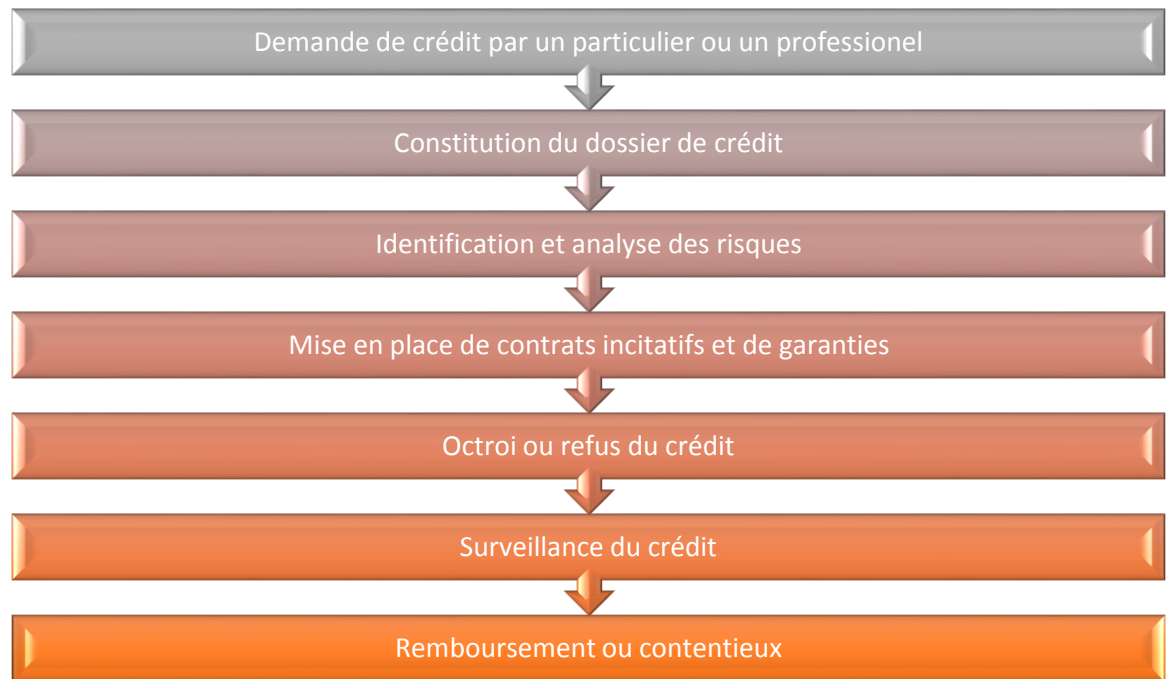 Demande de crédit par un particulier ou un professionel
Constitution du dossier de crédit
Identification et analyse des risques
Mise en place de contrats incitatifs et de garanties
Octroi ou refus du crédit
Surveillance du crédit
Remboursement ou contentieux